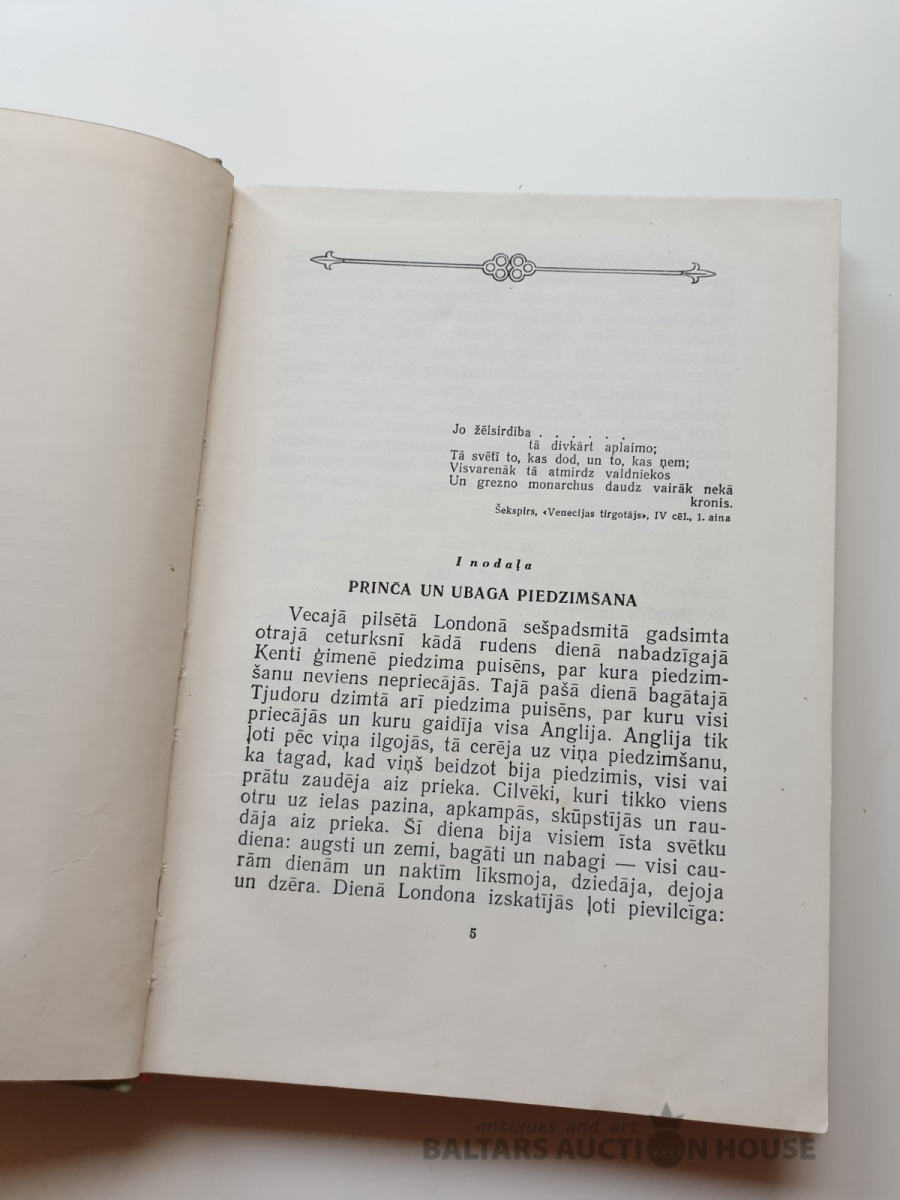 Jo žēlsirdība . . . . . .
tā divkārt aplaimo;
Tā svētī to, kas dod, un to, kas ņem;
Visvarenāk tā atmirdz valdniekos
Un grezno monarchus daudz vairāk nekā
kronis.
Šekspirs, «Venecijas tirgotājs», IV cēl., 1. aina
I nodaļa
PRINČA UN UBAGA PIEDZIMŠANA
Vecajā pilsētā Londonā sešpadsmitā gadsimta
otrajā ceturksnī kādā rudens dienā nabadzīgajā
Ķenti ģimenē piedzima puisēns, par kura piedzim-
šanu neviens nepriecājās. Tajā pašā dienā bagātajā
Tjudoru dzimtā arī piedzima puisēns, par kuru visi
priecājās un kuru gaidīja visa Anglija. Anglija tik
ļoti pēc viņa ilgojās, tā cerēja uz viņa piedzimšanu,
ka tagad, kad viņš beidzot bija piedzimis, visi vai
prātu zaudēja aiz prieka. Cilvēki, kuri tikko viens
otru uz ielas pazina, apkampās, skūpstījās un rau-
dāja aiz prieka. Šī diena bija visiem īsta svētku
diena: augsti un zemi, bagāti un nabagi — visi cau-
rām dienām un naktīm līksmoja, dziedāja, dejoja
un dzēra. Dienā Londona izskatījās ļoti pievilcīga:
5
antiques and art
BALTARS AUCTION HOUSE